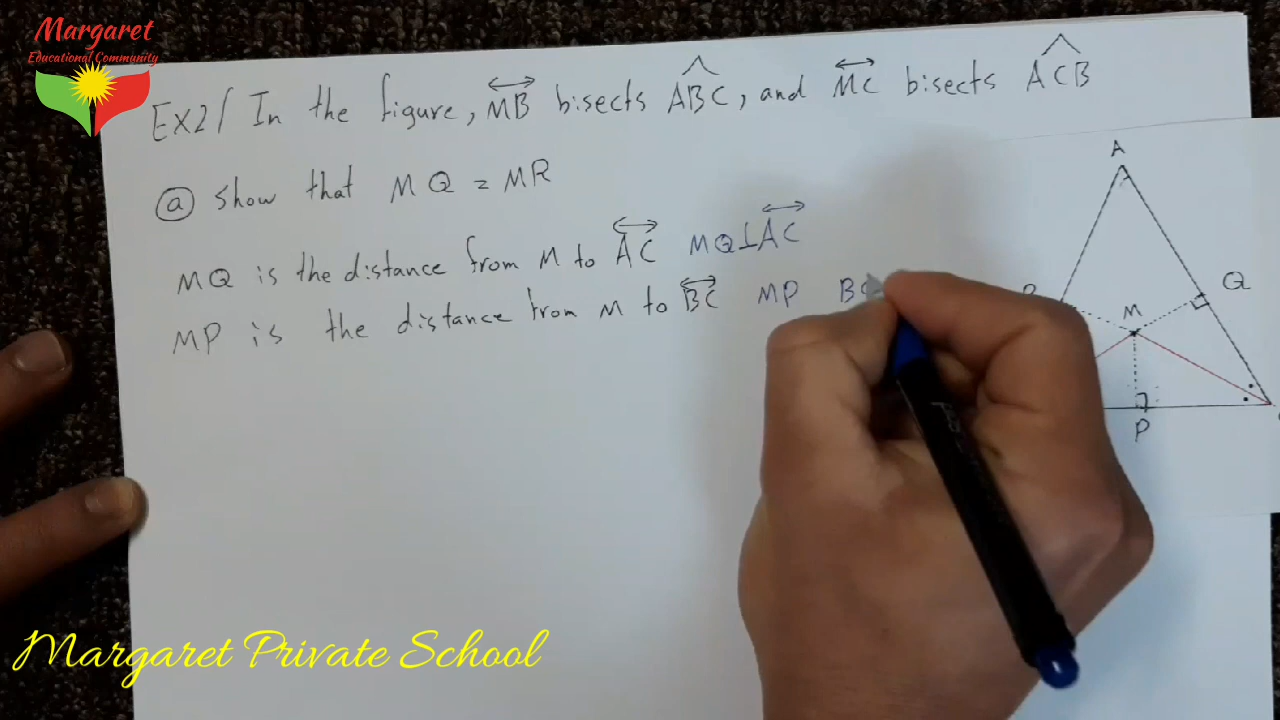 Margaret
Educational Community
EX2/ In the figure, MB bisects ABC, and MC bisects ACB
ⓐ show that MQ = MR
MQ is the distance from M to AC MQ⊥AC
MP is the distance from M to BC MP BC
A
Q
M
P
Margaret Private School